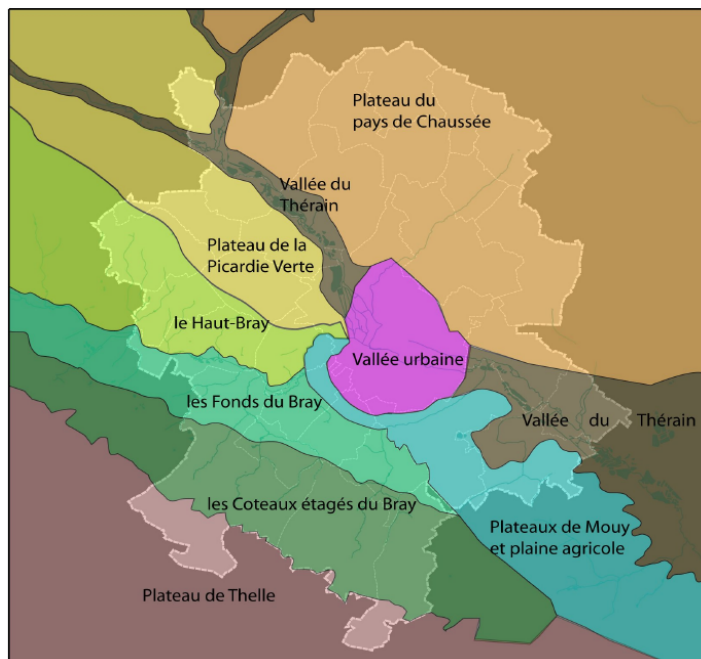 Plateau du
pays de Chaussée
Vallée du
Thérain
Plateau de la
Picardie Verte
le Haut-Bray
Vallée urbaine
les Fonds du Bray
Vallée du Thérain
les Coteaux étagés du Bray
Plateaux de Mouy
et plaine agricole
Plateau de Thelle